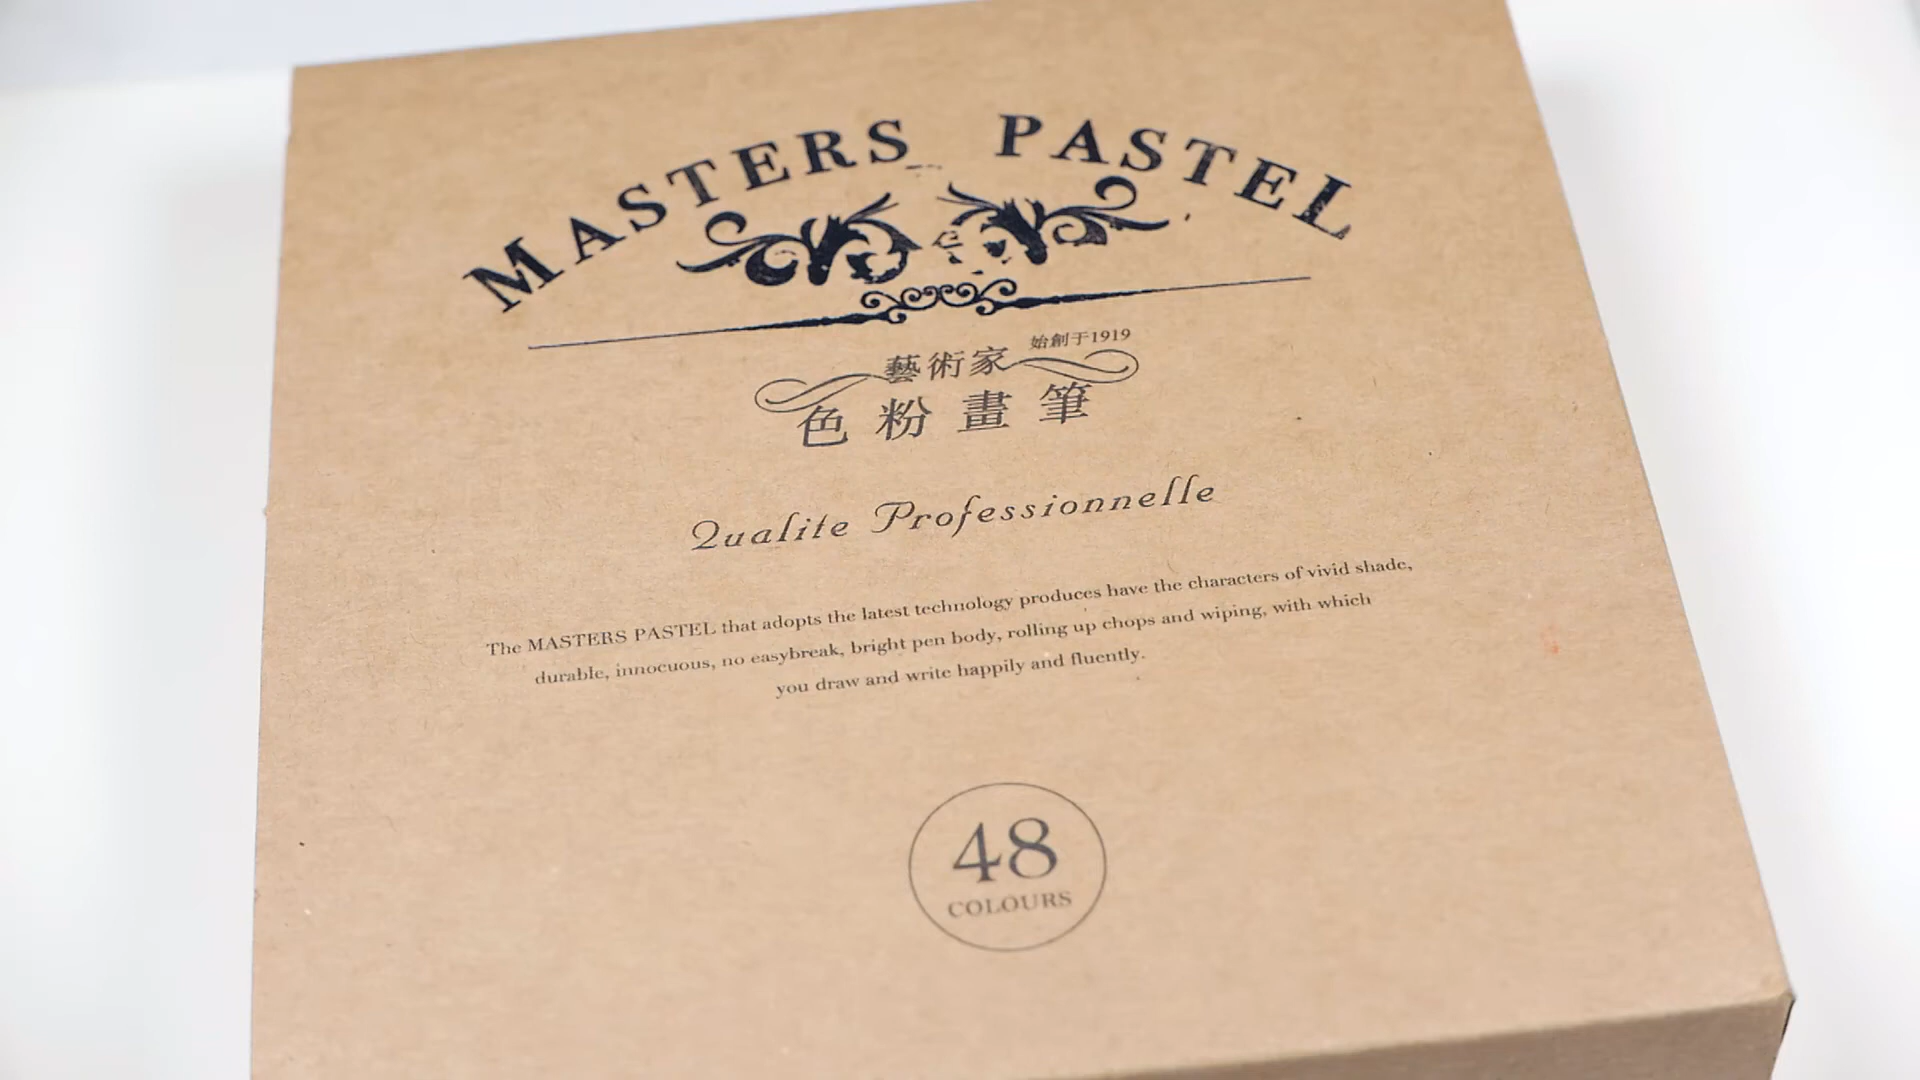 MASTERS PASTEL
始創于1919
藝術家
色粉畫筆
Qualite Professionnelle
The MASTERS PASTEL that adopts the latest technology produces have the characters of vivid shade,
durable, innocuous, no easybreak, bright pen body, rolling up chops and wiping, with which
you draw and write happily and fluently.
48
COLOURS